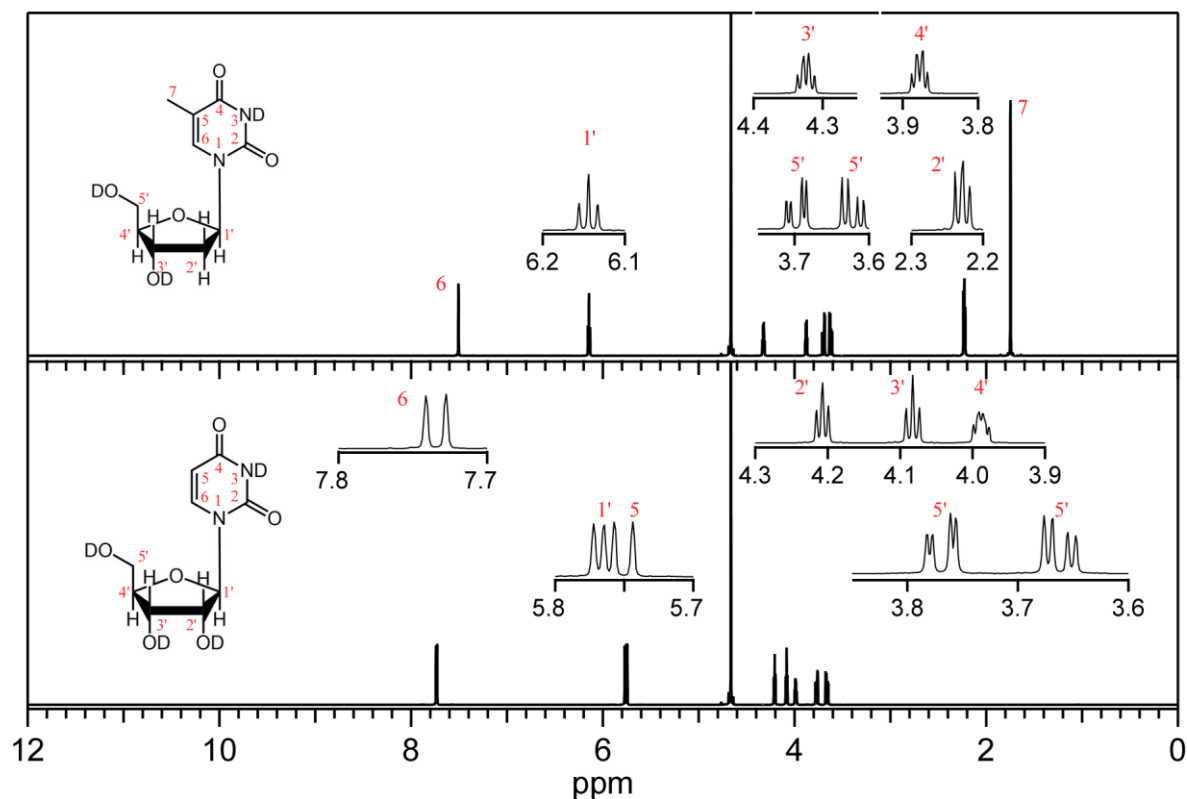 3' 4'
O
7 4 3 ND
5
6 1 2
N O
4.4 4.3 3.9 3.8
7
1'
5' 5' 2'
DO 5'
H O H
4' 1'
H H
3' 2'
OD H
6.2 6.1
3.7 3.6 2.3 2.2
6
6
2' 3' 4'
O
4 3 ND
5
6 1 2
N O
7.8 7.7
4.3 4.2 4.1 4.0 3.9
1' 5
5' 5'
DO 5'
H O H
4' 1'
H H
3' 2'
OD OD
5.8 5.7
3.8 3.7 3.6
12 10 8 6 4 2 0
ppm